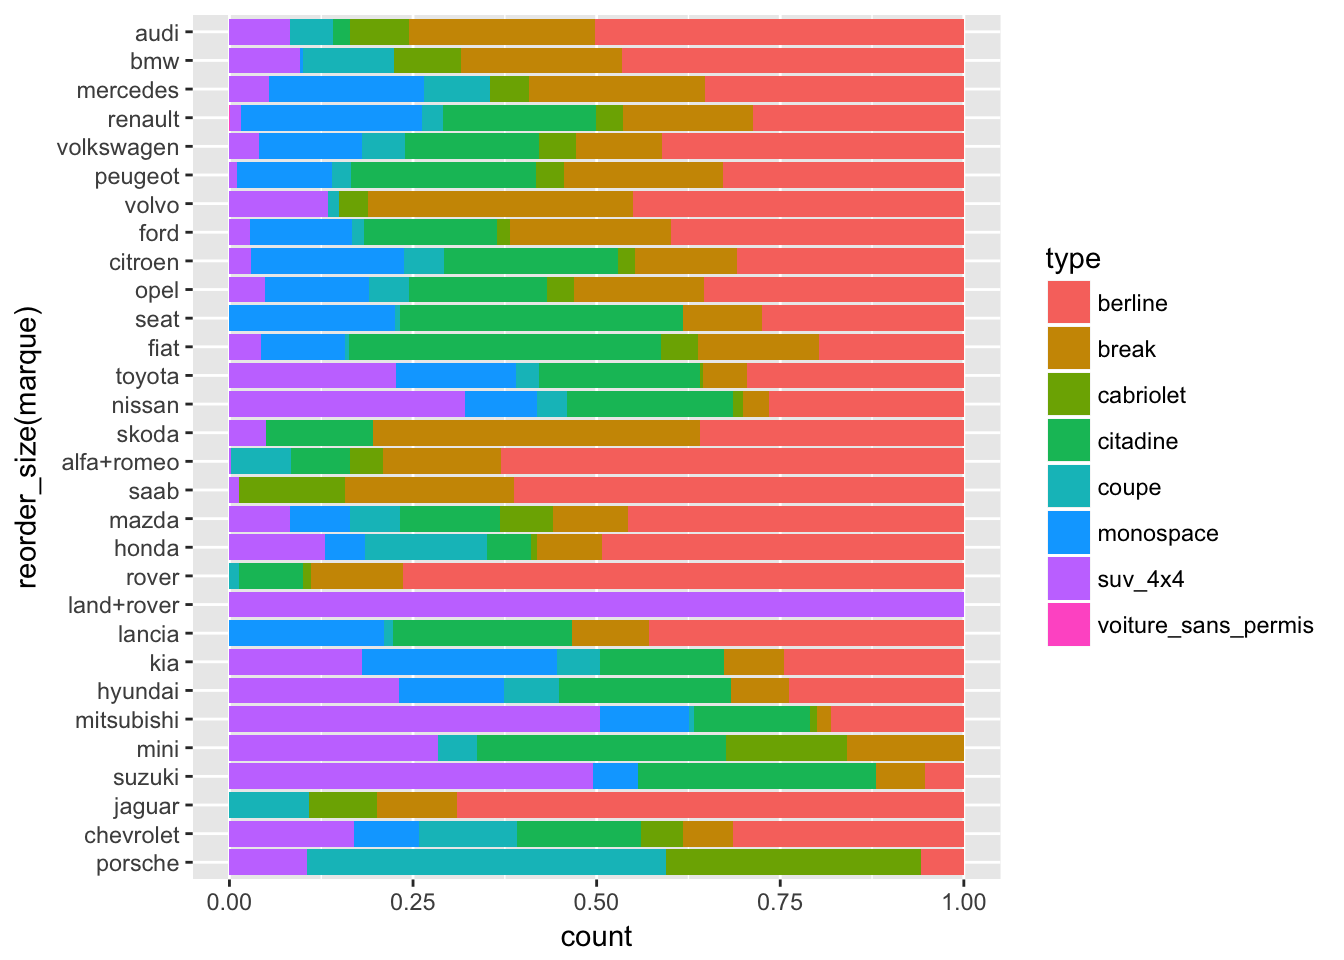 audi
bmw
mercedes
renault
volkswagen
peugeot
volvo
ford
citroen
opel
seat
fiat
toyota
nissan
skoda
alfa+romeo
saab
mazda
honda
rover
land+rover
lancia
kia
hyundai
mitsubishi
mini
suzuki
jaguar
chevrolet
porsche
reorder_size(marque)
0.00 0.25 0.50 0.75 1.00
count
type
berline
break
cabriolet
citadine
coupe
monospace
suv_4x4
voiture_sans_permis